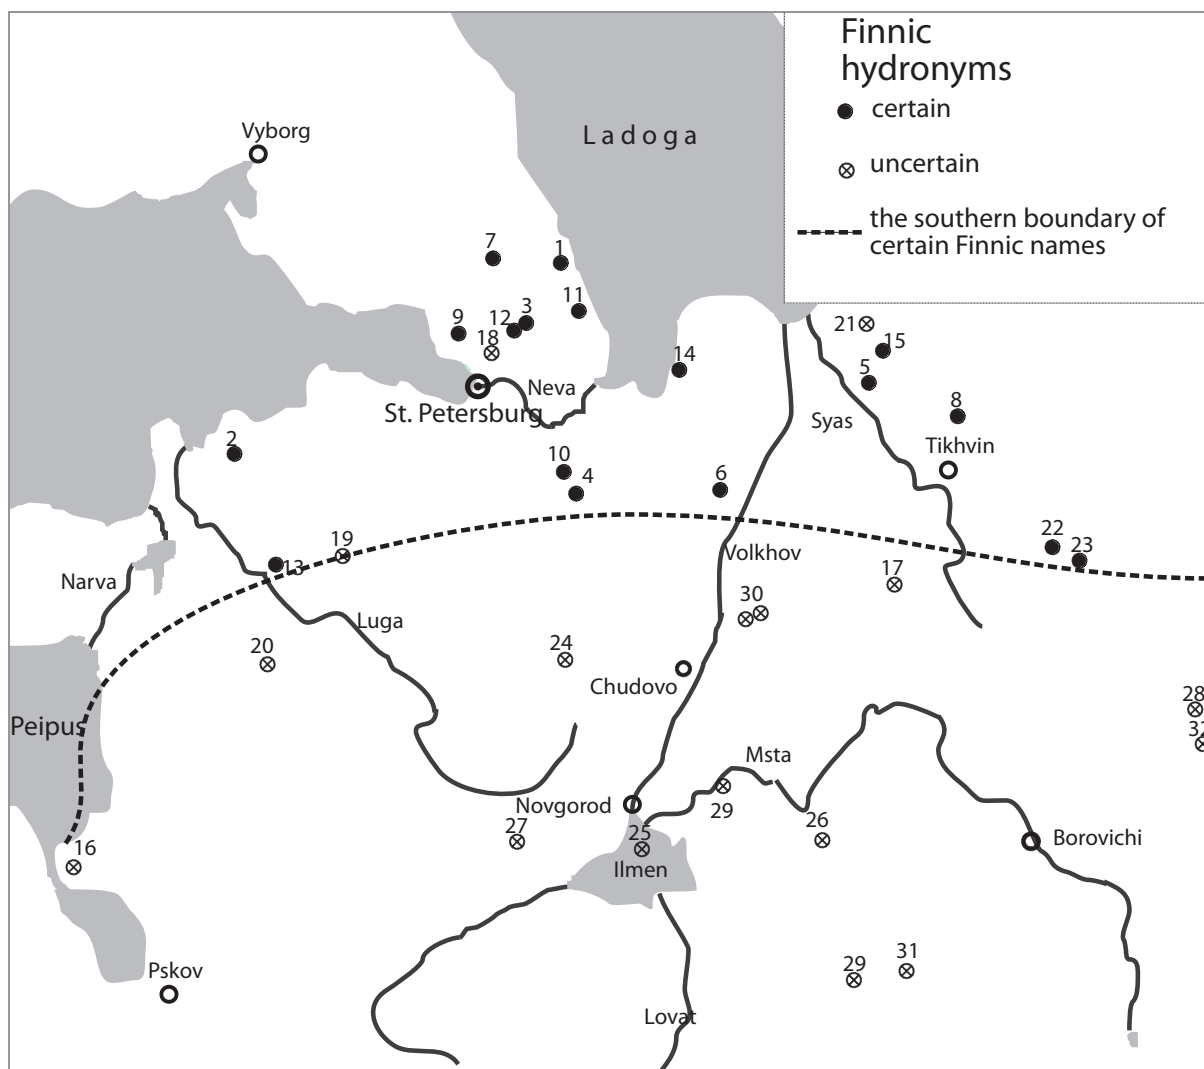 Finnic
hydronyms
certain
uncertain
the southern boundary of
certain Finnic names
Vyborg
Ladoga
7
1
11
3
12
9
18
21
15
14
5
Neva
St. Petersburg
8
Syas
2
Tikhvin
10
4
6
19
22
13
23
Volkhov
17
Narva
30
Luga
20
24
Chudovo
28
Peipus
Msta
Novgorod
29
27
25
26
Borovichi
16
Ilmen
31
Pskov
29
Lovat